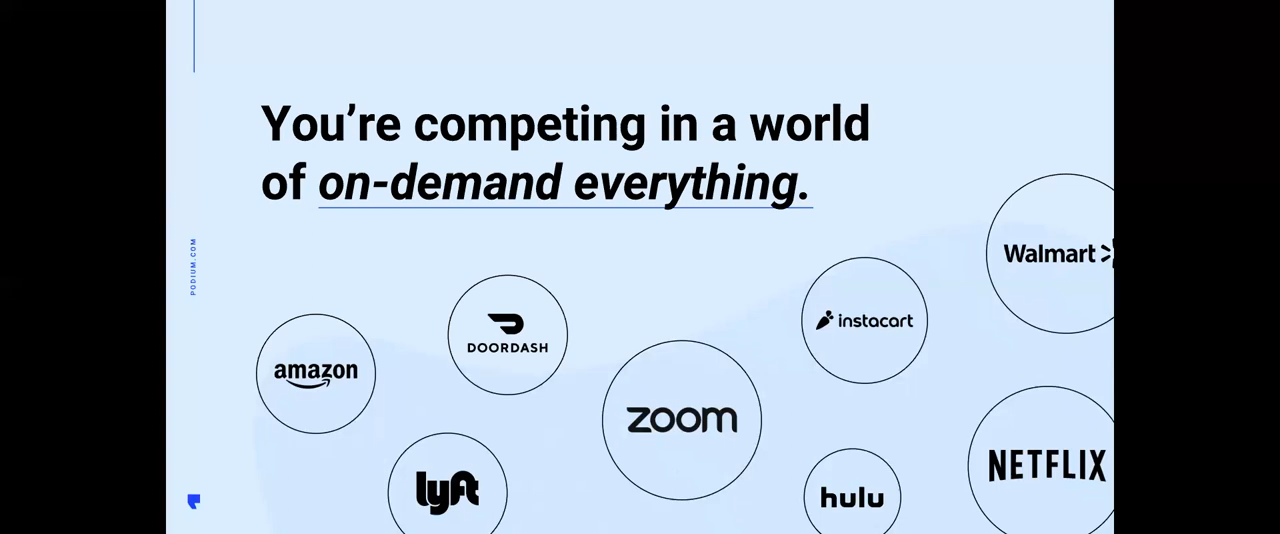 You're competing in a world
of on-demand everything.
PODIUM.COM
Walmart
instacart
DOORDASH
amazon
zoom
NETFLIX
lyft
hulu